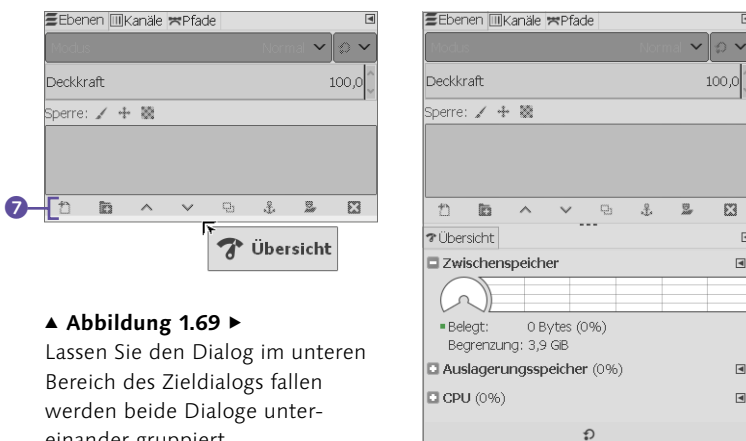 Ebenen Kanäle Pfade
Modus Normal
Deckkraft 100,0
Sperre:
7
Übersicht
▲ Abbildung 1.69 ▶
Lassen Sie den Dialog im unteren
Bereich des Zieldialogs fallen
werden beide Dialoge unter-
einander gruppiert
Ebenen Kanäle Pfade
Modus Normal
Deckkraft 100,0
Sperre:
Übersicht
Zwischenspeicher
Belegt: 0 Bytes (0%)
Begrenzung: 3,9 GiB
Auslagerungsspeicher (0%)
CPU (0%)